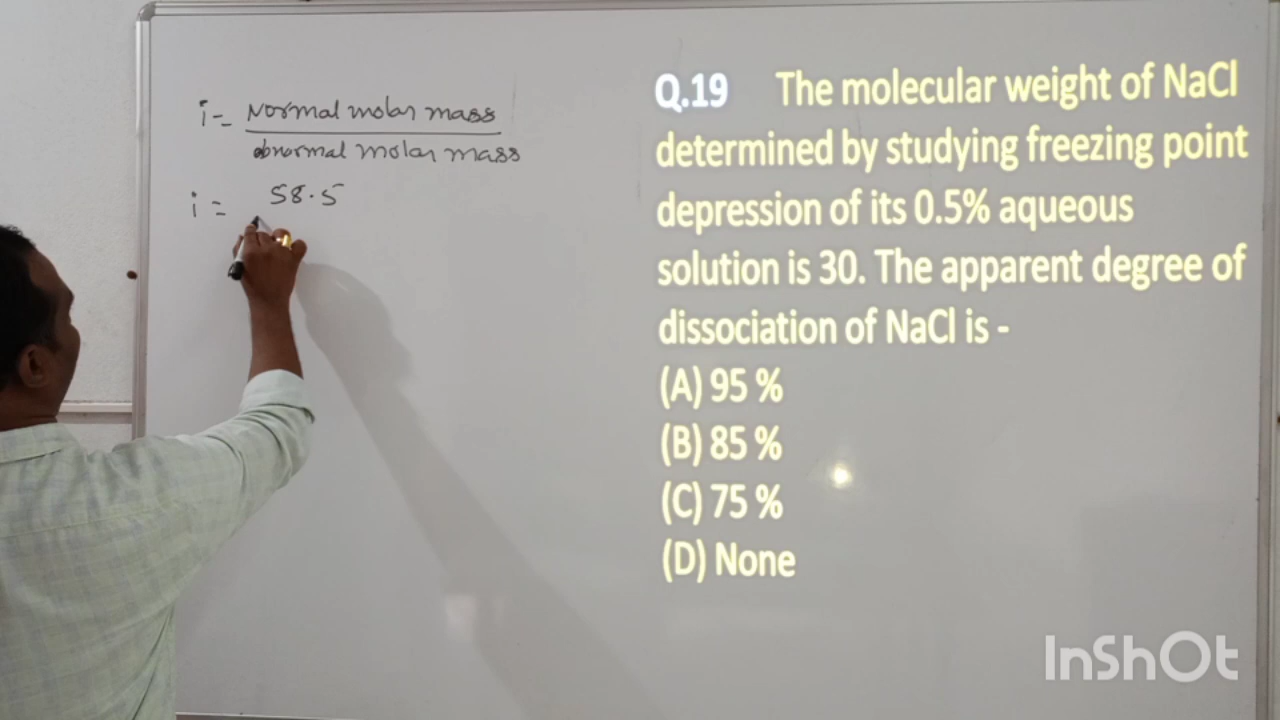 i = Normal molar mass
abnormal molar mass
i = 58.5
Q.19 The molecular weight of NaCl
determined by studying freezing point
depression of its 0.5% aqueous
solution is 30. The apparent degree of
dissociation of NaCl is -
(A) 95 %
(B) 85 %
(C) 75 %
(D) None
InShOt